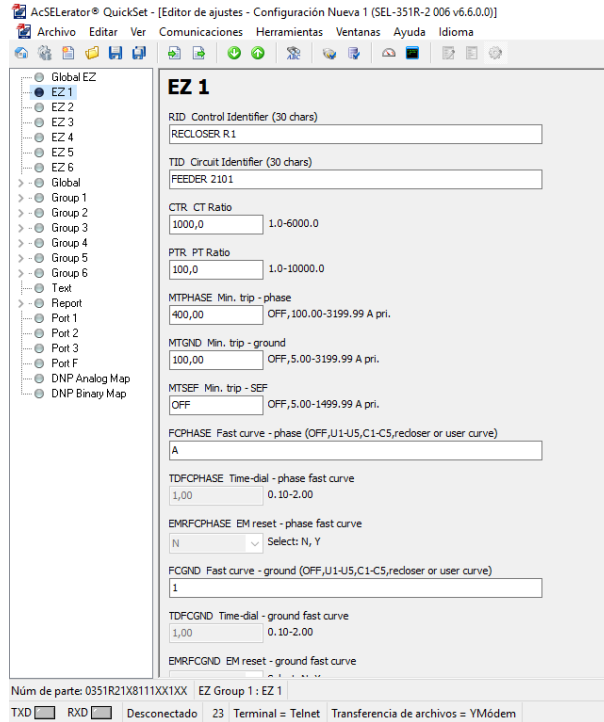 AcSELerator® QuickSet - [Editor de ajustes - Configuración Nueva 1 (SEL-351R-2 006 v6.6.0.0)]
Archivo Editar Ver Comunicaciones Herramientas Ventanas Ayuda Idioma
Global EZ
EZ 1
EZ 2
EZ 3
EZ 4
EZ 5
EZ 6
Global
Group 1
Group 2
Group 3
Group 4
Group 5
Group 6
Text
Report
Port 1
Port 2
Port 3
Port F
DNP Analog Map
DNP Binary Map
EZ 1
RID Control Identifier (30 chars)
RECLOSER R1
TID Circuit Identifier (30 chars)
FEEDER 2101
CTR CT Ratio
1000,0 1.0-6000.0
PTR PT Ratio
100,0 1.0-10000.0
MTPHASE Min. trip - phase
400,00 OFF,100.00-3199.99 A pri.
MTGND Min. trip - ground
100,00 OFF,5.00-3199.99 A pri.
MTSEF Min. trip - SEF
OFF OFF,5.00-1499.99 A pri.
FCPHASE Fast curve - phase (OFF,U1-U5,C1-C5,recloser or user curve)
A
TDFCPHASE Time-dial - phase fast curve
1,00 0.10-2.00
EMRFCPHASE EM reset - phase fast curve
N Select: N, Y
FCGND Fast curve - ground (OFF,U1-U5,C1-C5,recloser or user curve)
1
TDFCGND Time-dial - ground fast curve
1,00 0.10-2.00
EMRFCGND EM reset - ground fast curve
Núm de parte: 0351R21X8111XX1XX EZ Group 1 : EZ 1
TXD RXD Desconectado 23 Terminal = Telnet Transferencia de archivos = YMódem